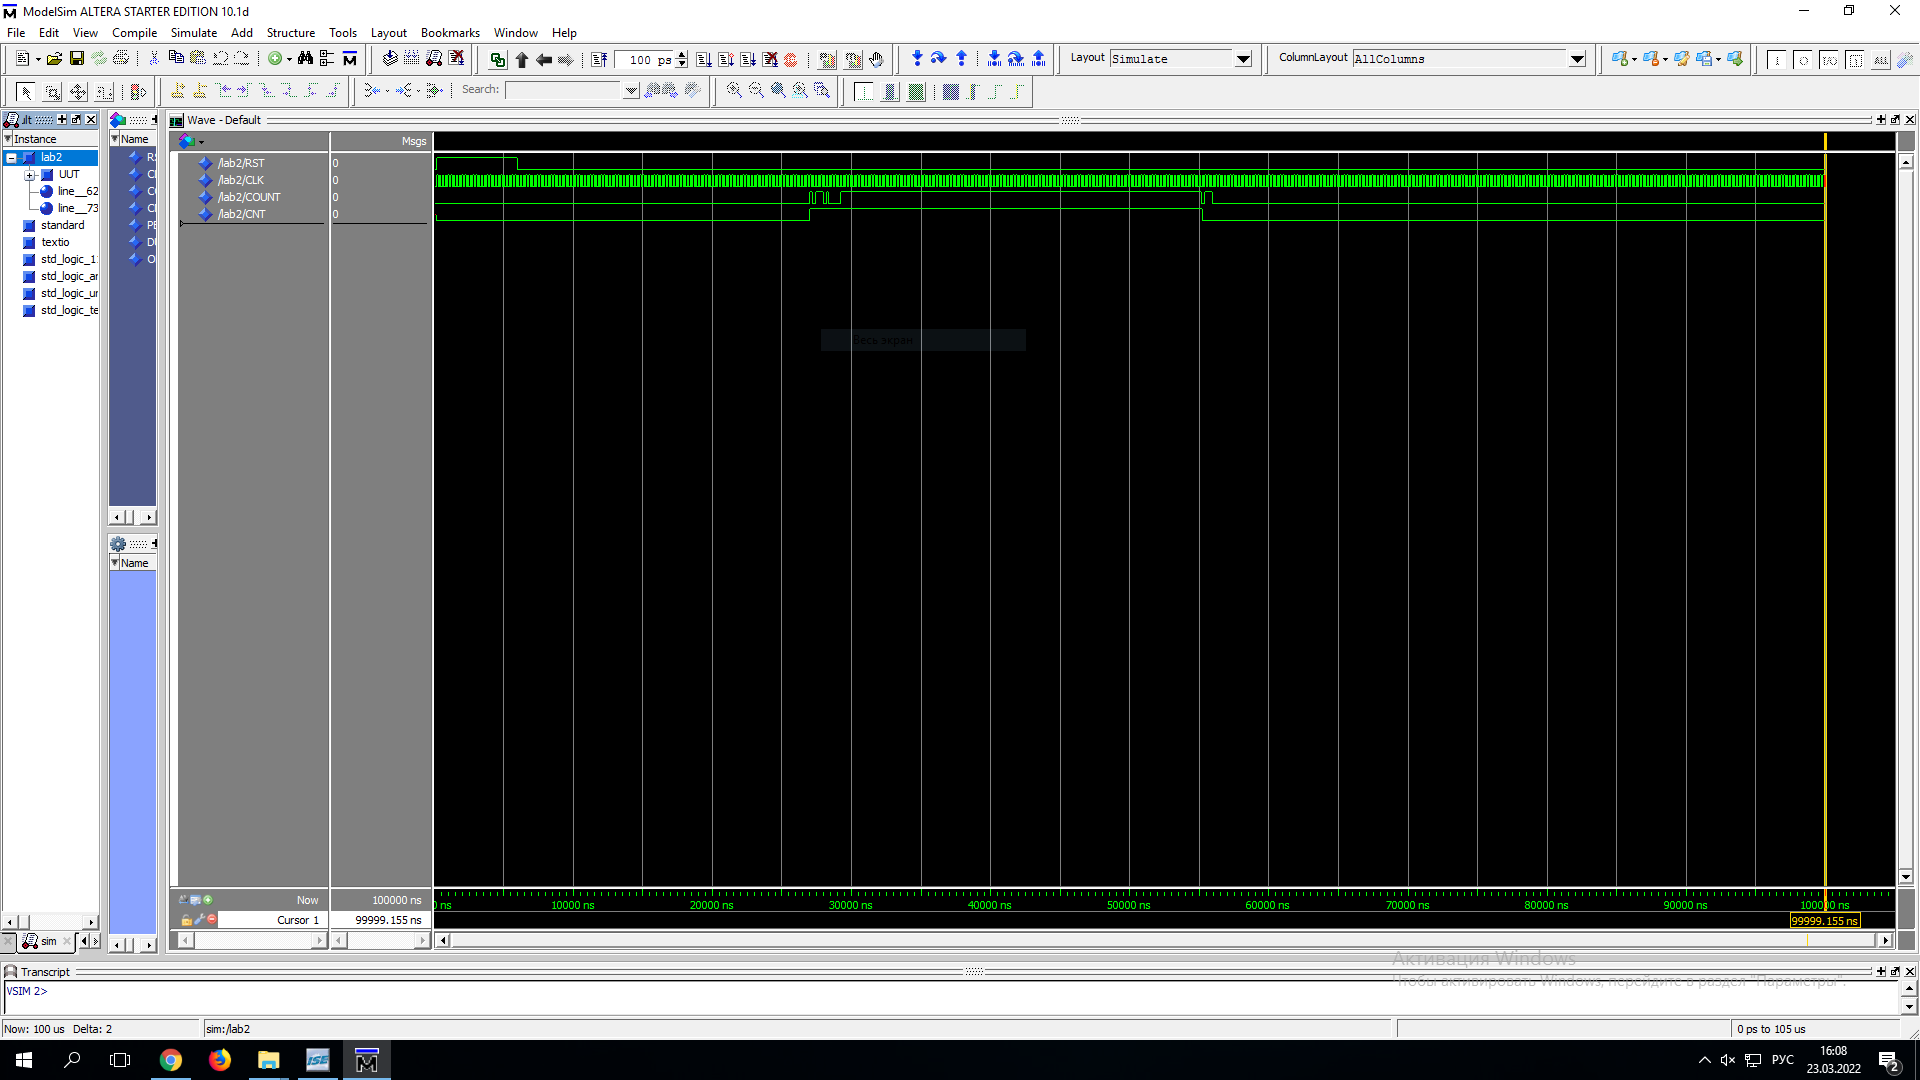 ModelSim ALTERA STARTER EDITION 10.1d
File Edit View Compile Simulate Add Structure Tools Layout Bookmarks Window Help
100 ps
Layout Simulate
ColumnLayout AllColumns
Search:
Wave - Default
Instance
Name
Msgs
lab2
UUT
line__62
line__73
standard
textio
std_logic_1
std_logic_ar
std_logic_ur
std_logic_te
/lab2/RST 0
/lab2/CLK 0
/lab2/COUNT 0
/lab2/CNT 0
Name
Весь экран
Now 100000 ns
Cursor 1 99999.155 ns
ns 10000 ns 20000 ns 30000 ns 40000 ns 50000 ns 60000 ns 70000 ns 80000 ns 90000 ns 100000 ns
99999.155 ns
sim
Активация Windows
Чтобы активировать Windows, перейдите в раздел "Параметры".
Transcript
VSIM 2>
Now: 100 us Delta: 2
sim:/lab2
0 ps to 105 us
ISE
РУС
16:08
23.03.2022
2